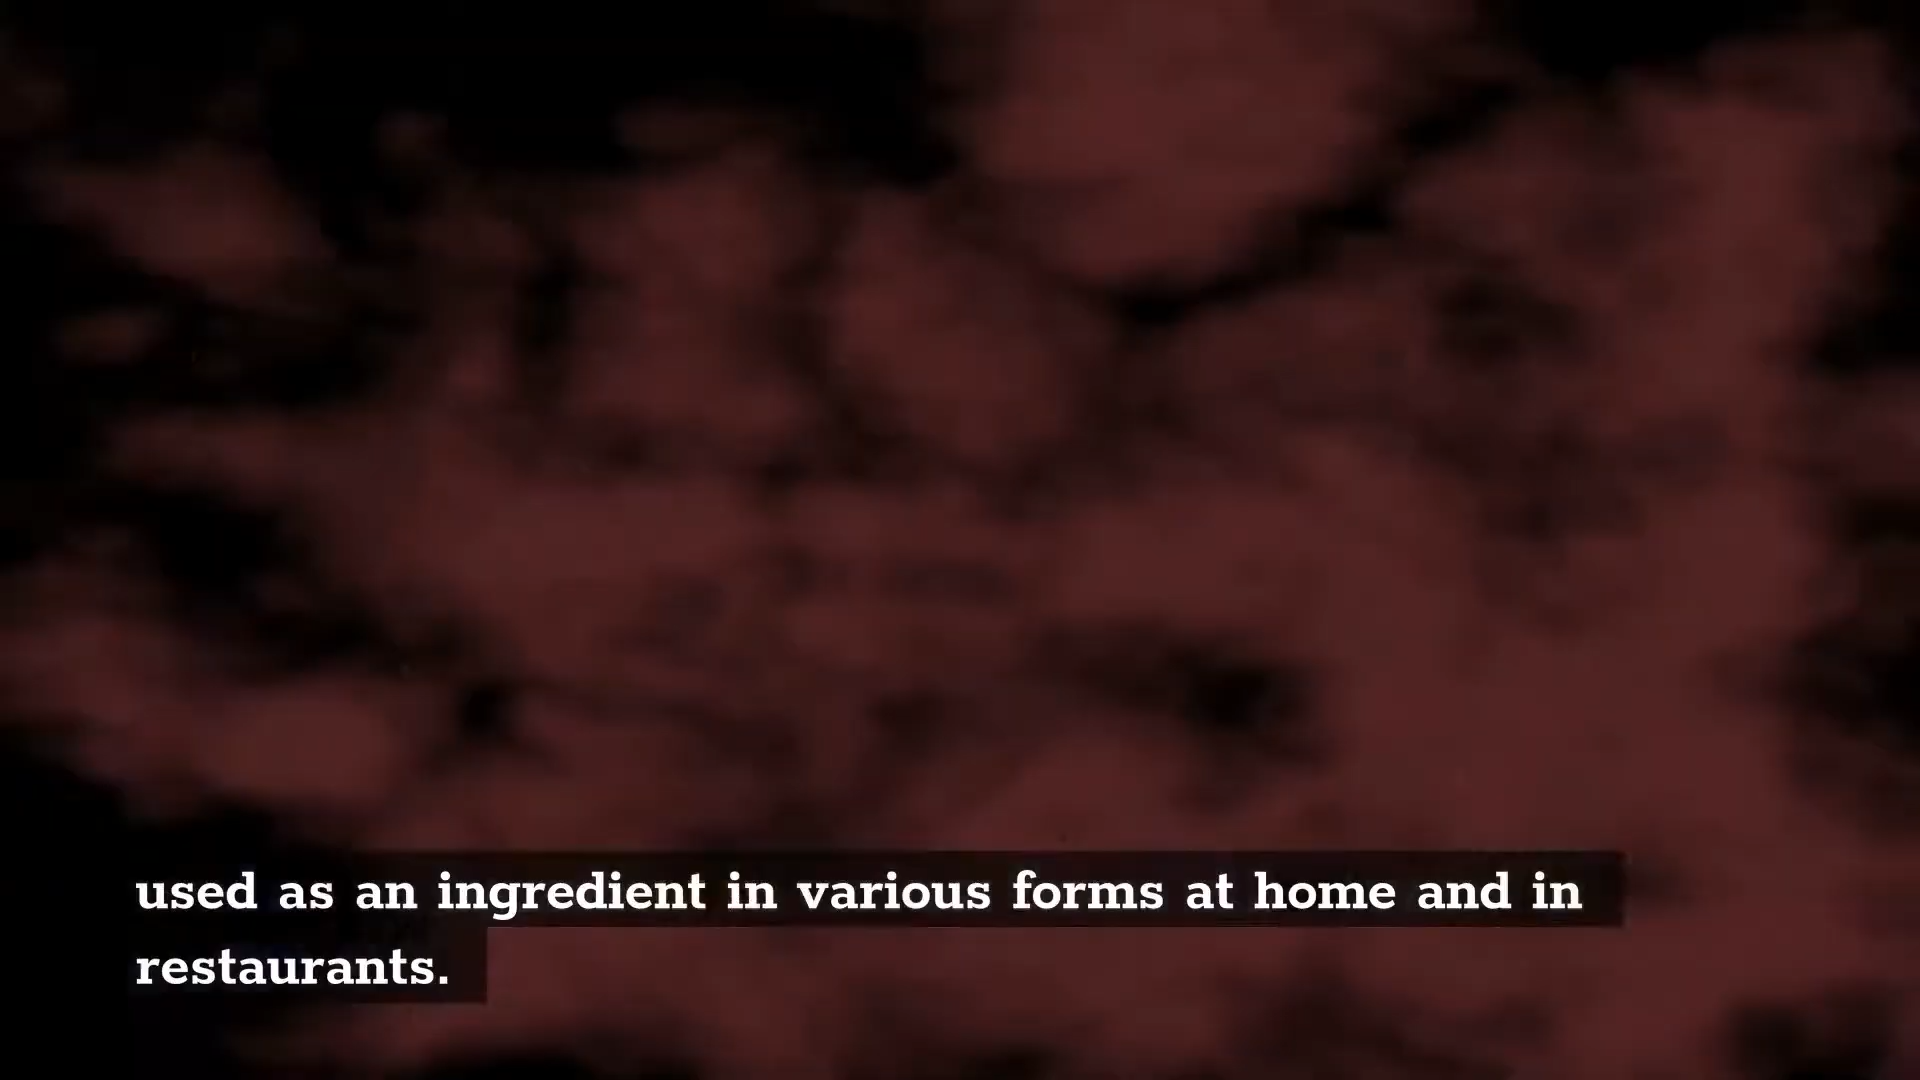 used as an ingredient in various forms at home and in
restaurants.